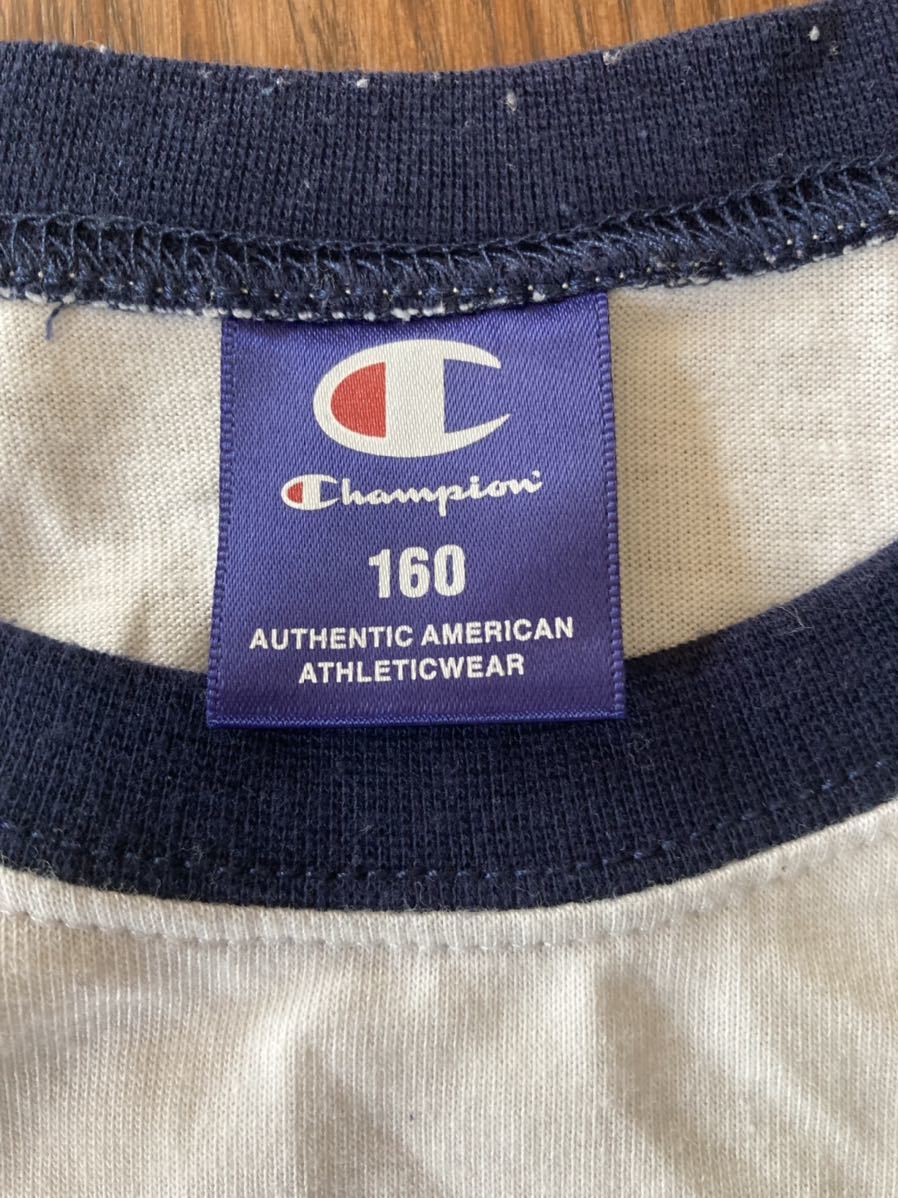 Champion
160
AUTHENTIC AMERICAN
ATHLETICWEAR